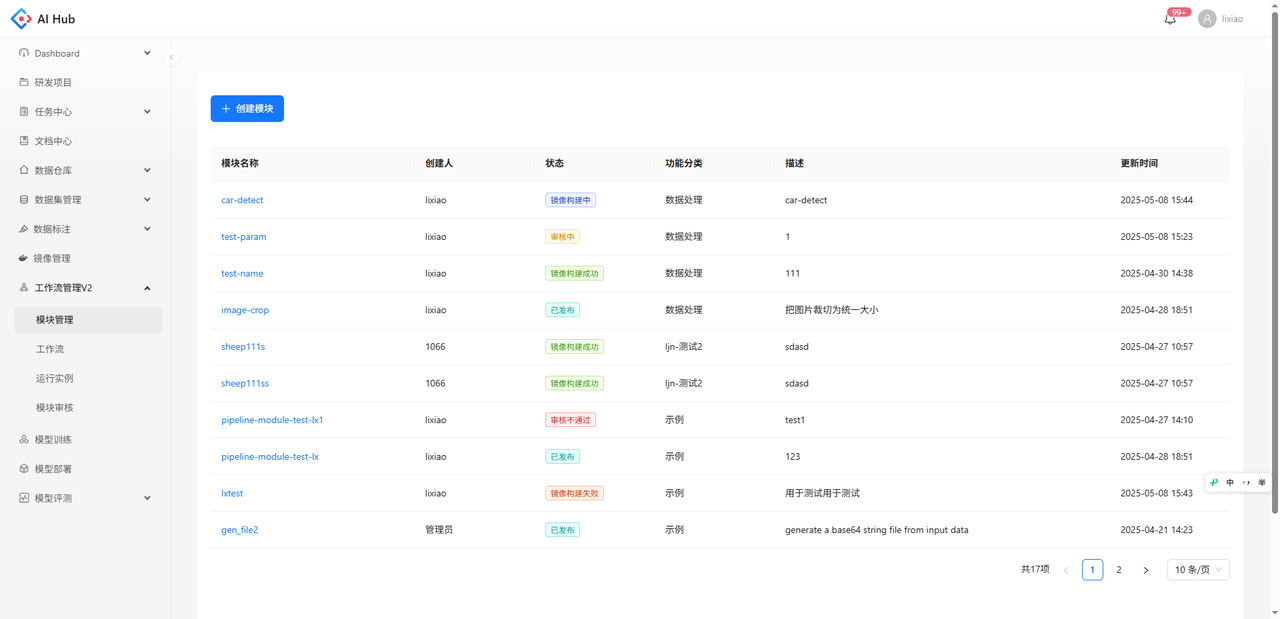 AI Hub
99+
lixiao
Dashboard
研发项目
任务中心
文档中心
数据仓库
数据集管理
数据标注
镜像管理
工作流管理V2
模块管理
工作流
运行实例
模块审核
模型训练
模型部署
模型评测
创建模块
模块名称 创建人 状态 功能分类 描述 更新时间
car-detect lixiao 镜像构建中 数据处理 car-detect 2025-05-08 15:44
test-param lixiao 审核中 数据处理 1 2025-05-08 15:23
test-name lixiao 镜像构建成功 数据处理 111 2025-04-30 14:38
image-crop lixiao 已发布 数据处理 把图片裁切为统一大小 2025-04-28 18:51
sheep111s 1066 镜像构建成功 ljn-测试2 sdasd 2025-04-27 10:57
sheep111ss 1066 镜像构建成功 ljn-测试2 sdasd 2025-04-27 10:57
pipeline-module-test-lx1 lixiao 审核不通过 示例 test1 2025-04-27 14:10
pipeline-module-test-lx lixiao 已发布 示例 123 2025-04-28 18:51
lxtest lixiao 镜像构建失败 示例 用于测试用于测试 2025-05-08 15:43
gen_file2 管理员 已发布 示例 generate a base64 string file from input data 2025-04-21 14:23
共17项 1 2 10 条/页
中 半